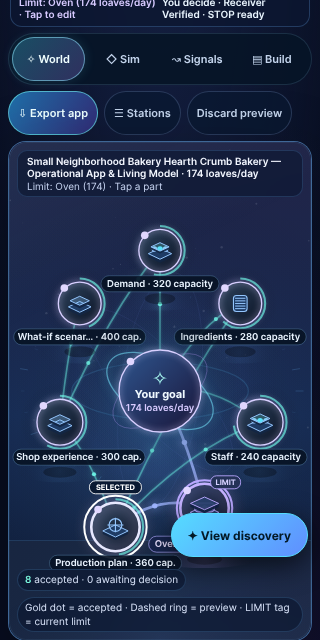 Limit: Oven (174 loaves/day)
· Tap to edit
You decide · Receiver
Verified · STOP ready
World
Sim
Signals
Build
Export app
Stations
Discard preview
Small Neighborhood Bakery Hearth Crumb Bakery —
Operational App & Living Model · 174 loaves/day
Limit: Oven (174) · Tap a part
Demand · 320 capacity
What-if scenar… · 400 cap.
Ingredients · 280 capacity
Your goal
174 loaves/day
Shop experience · 300 cap.
Staff · 240 capacity
SELECTED
LIMIT
View discovery
Production plan · 360 cap.
8 accepted · 0 awaiting decision
Gold dot = accepted · Dashed ring = preview · LIMIT tag
= current limit